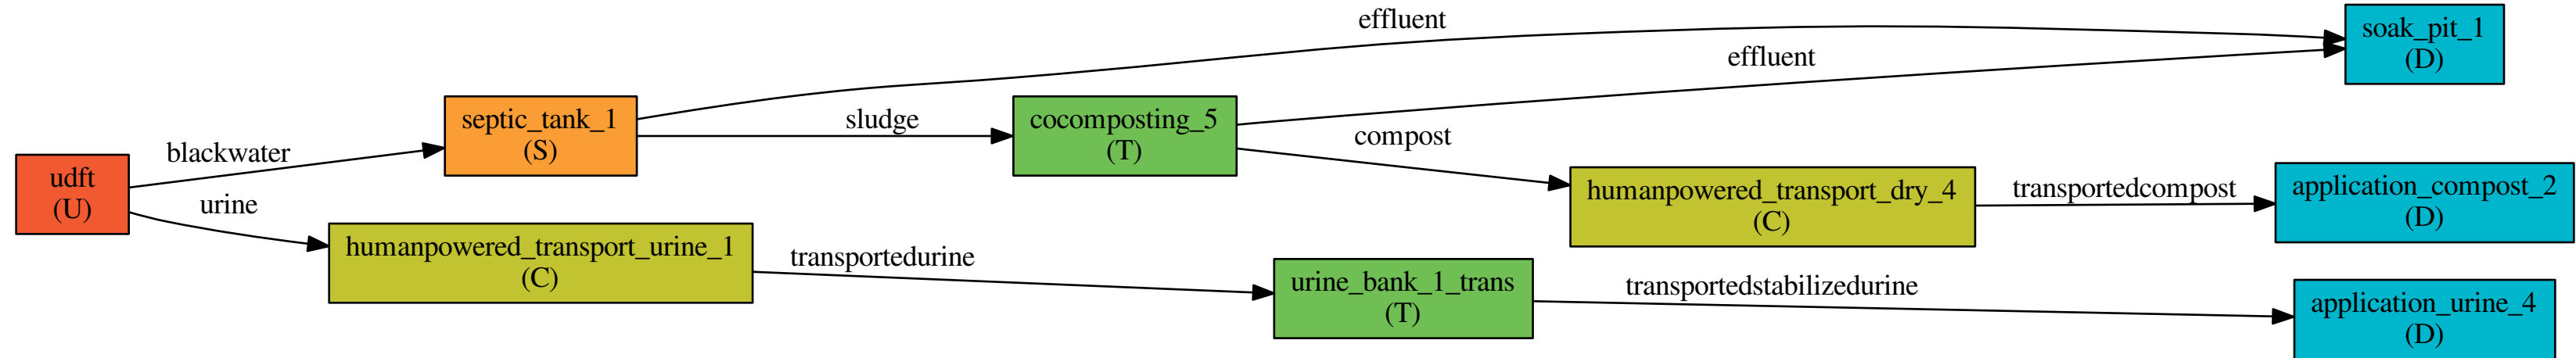 effluent
soak_pit_1
(D)
effluent
septic_tank_1
(S)
sludge
cocomposting_5
(T)
compost
blackwater
udft
(U)
urine
humanpowered_transport_dry_4
(C)
transportedcompost
application_compost_2
(D)
humanpowered_transport_urine_1
(C)
transportedurine
urine_bank_1_trans
(T)
transportedstabilizedurine
application_urine_4
(D)